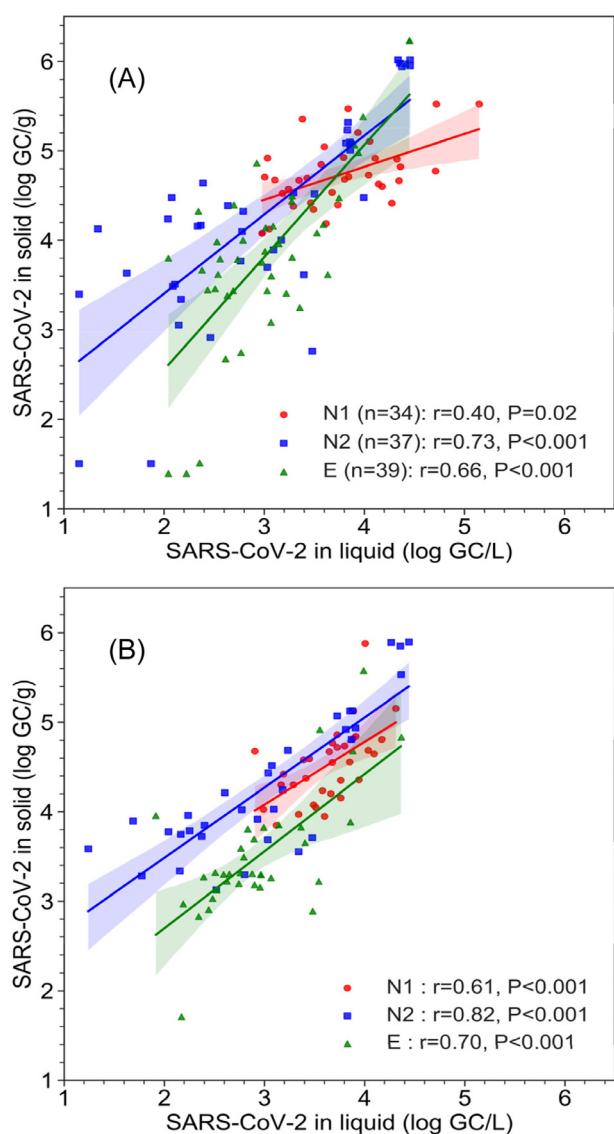 (A)
SARS-CoV-2 in solid (log GC/g)
6
5
4
3
2
1
N1 (n=34): r=0.40, P=0.02
N2 (n=37): r=0.73, P<0.001
E (n=39): r=0.66, P<0.001
1 2 3 4 5 6
SARS-CoV-2 in liquid (log GC/L)
(B)
SARS-CoV-2 in solid (log GC/g)
6
5
4
3
2
1
N1 : r=0.61, P<0.001
N2 : r=0.82, P<0.001
E : r=0.70, P<0.001
1 2 3 4 5 6
SARS-CoV-2 in liquid (log GC/L)